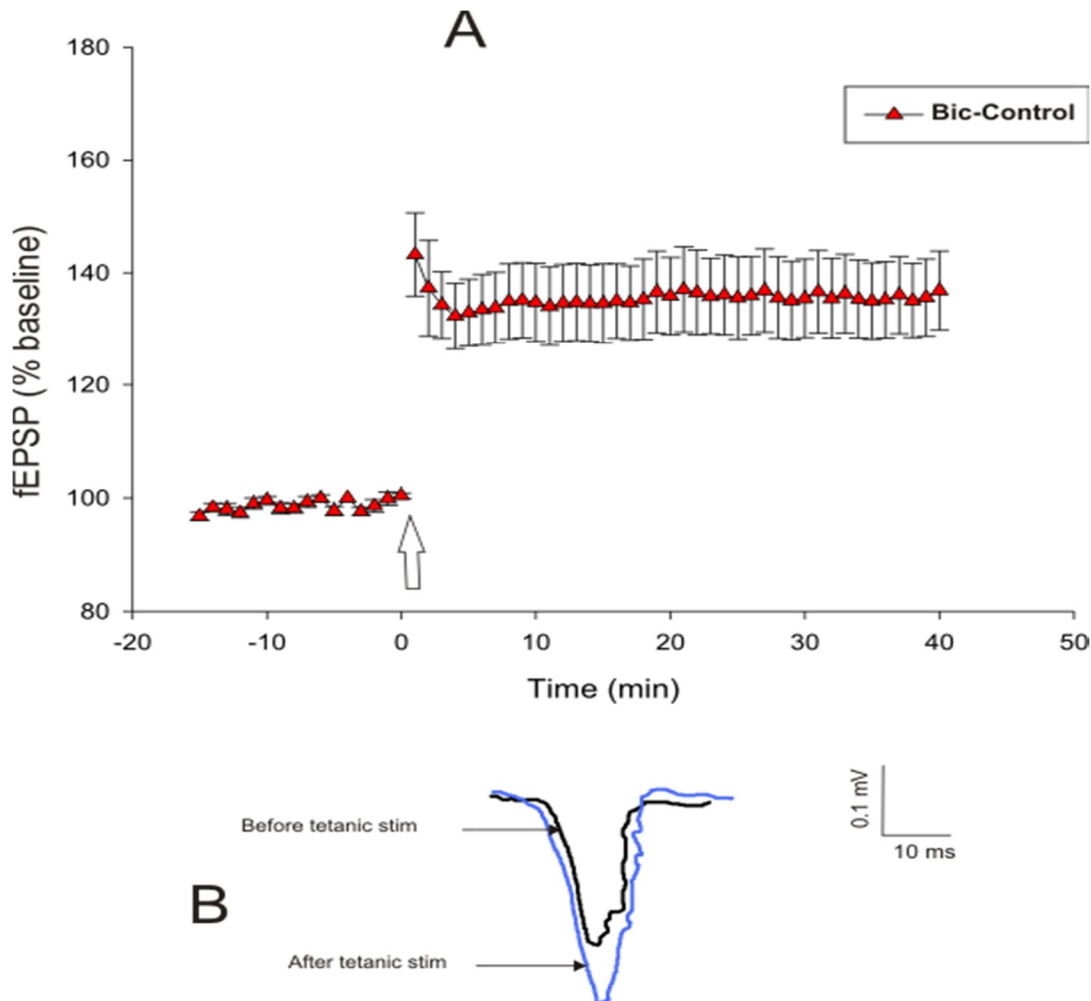 A
180
160
140
120
100
80
fEPSP (% baseline)
Bic-Control
-20
-10
0
10
20
30
40
50
Time (min)
B
Before tetanic stim
After tetanic stim
0.1 mV
10 ms